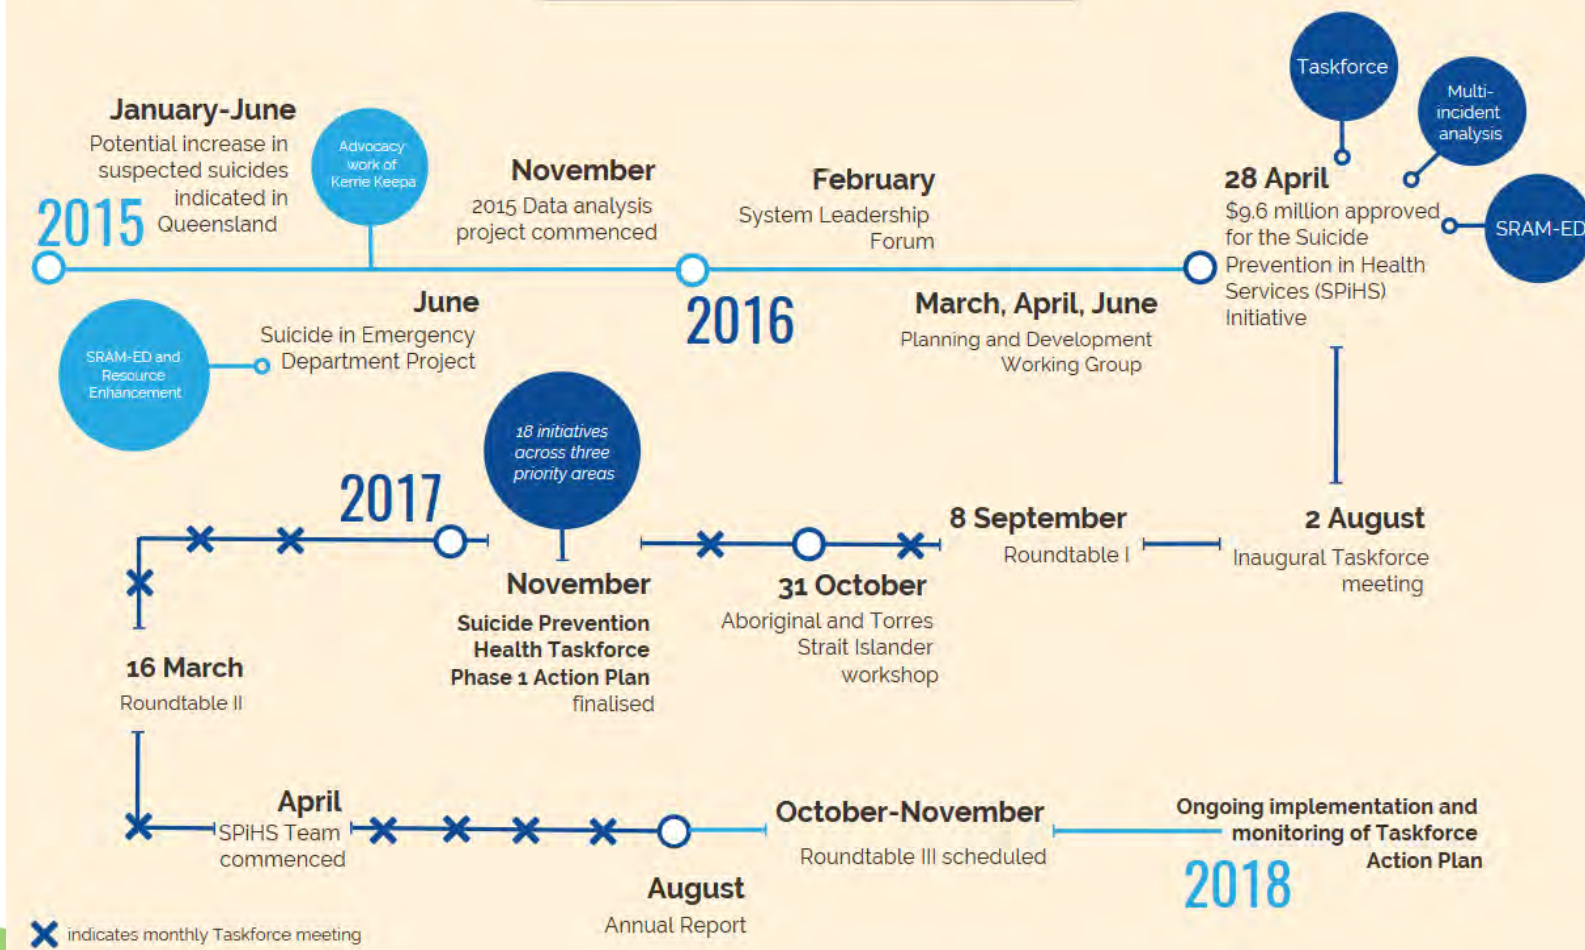 January-June
Potential increase in
suspected suicides
indicated in
Queensland
2015
Advocacy
work of
Kerrie Keepa
November
2015 Data analysis
project commenced
June
Suicide in Emergency
Department Project
SRAM-ED and
Resource
Enhancement
2016
February
System Leadership
Forum
March, April, June
Planning and Development
Working Group
28 April
$9.6 million approved
for the Suicide
Prevention in Health
Services (SPiHS)
Initiative
Taskforce
Multi-
incident
analysis
SRAM-ED
2 August
Inaugural Taskforce
meeting
8 September
Roundtable I
31 October
Aboriginal and Torres
Strait Islander
workshop
18 initiatives
across three
priority areas
November
Suicide Prevention
Health Taskforce
Phase 1 Action Plan
finalised
2017
16 March
Roundtable II
April
SPiHS Team
commenced
August
Annual Report
October-November
Roundtable III scheduled
Ongoing implementation and
monitoring of Taskforce
Action Plan
2018
indicates monthly Taskforce meeting